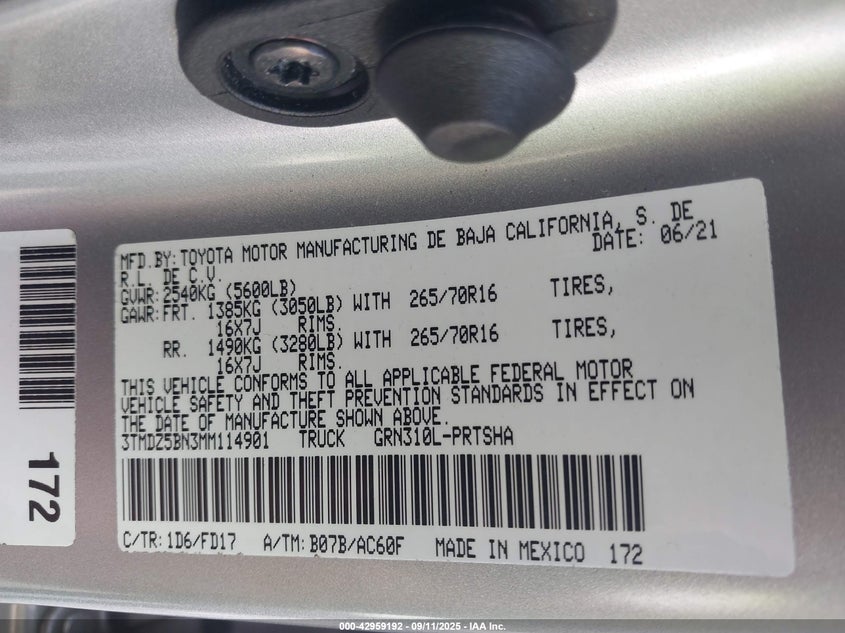 MFD.BY: TOYOTA MOTOR MANUFACTURING DE BAJA CALIFORNIA, S. DE
R.L. DE C.V. DATE: 06/21
GVWR: 2540KG (5600LB)
GAWR: FRT. 1385KG (3050LB) WITH 265/70R16 TIRES,
16X7J RIMS.
RR. 1490KG (3280LB) WITH 265/70R16 TIRES,
16X7J RIMS.
THIS VEHICLE CONFORMS TO ALL APPLICABLE FEDERAL MOTOR
VEHICLE SAFETY AND THEFT PREVENTION STANDARDS IN EFFECT ON
THE DATE OF MANUFACTURE SHOWN ABOVE.
3TMDZ5BN3MM114901 TRUCK GRN310L-PRTSHA
C/TR: 1D6/FD17 A/TM: B07B/AC60F MADE IN MEXICO 172
172
000-42959192 - 09/11/2025 - IAA Inc.